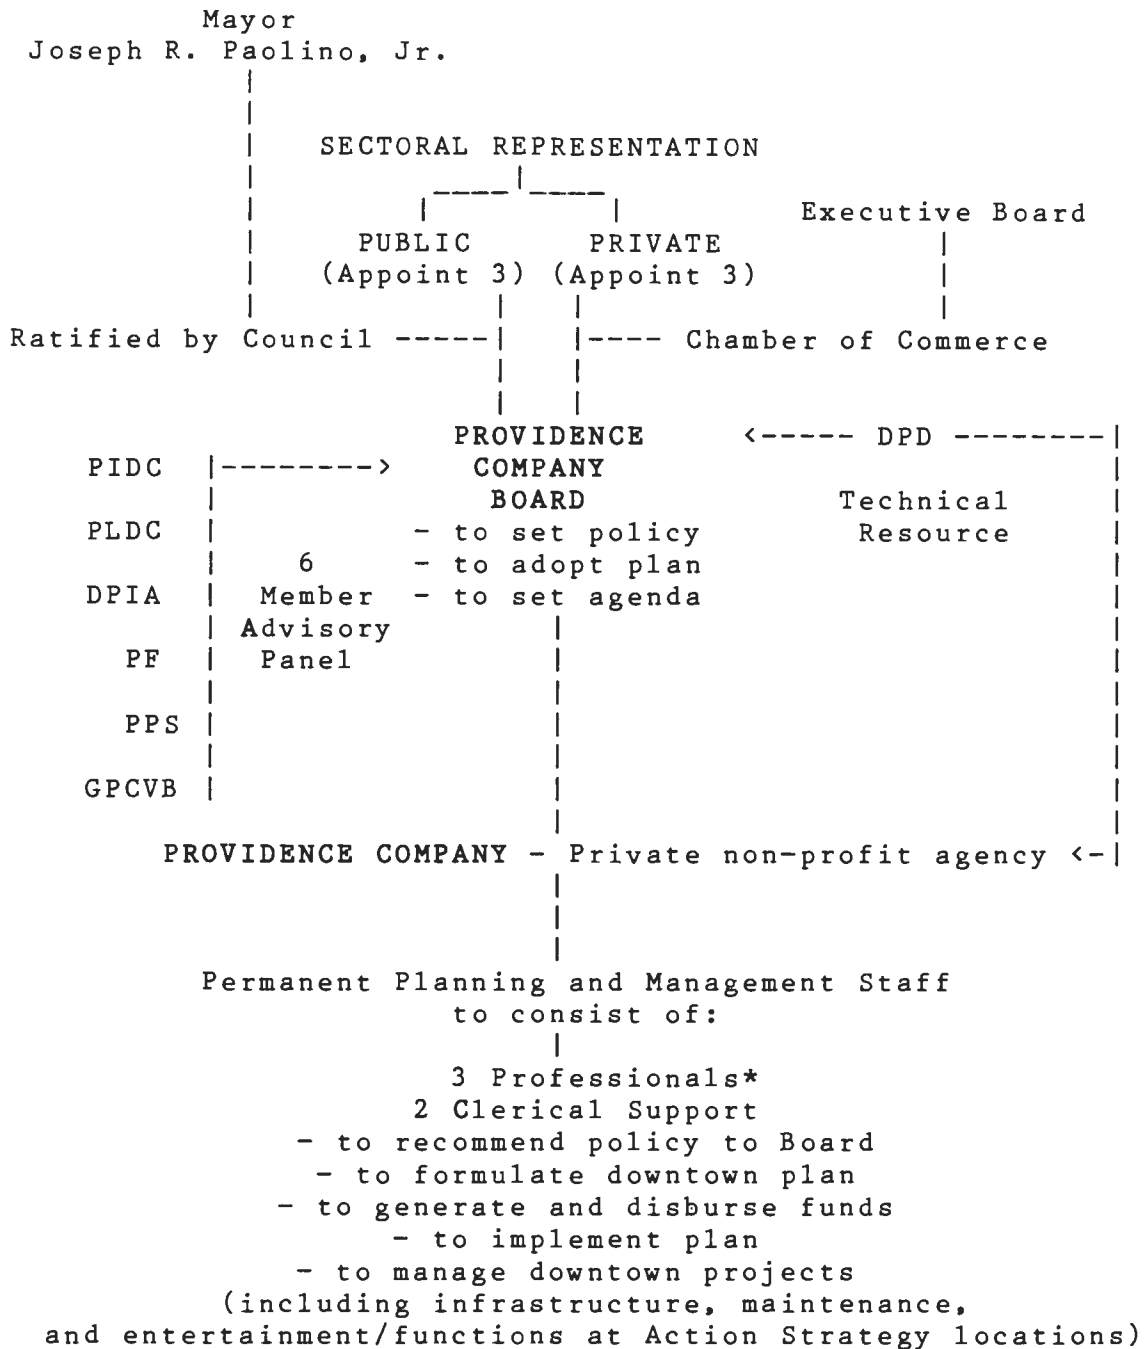 Mayor
Joseph R. Paolino, Jr.
SECTORAL REPRESENTATION
Executive Board
PUBLIC PRIVATE
(Appoint 3) (Appoint 3)
Ratified by Council Chamber of Commerce
PROVIDENCE <----- DPD
PIDC COMPANY
BOARD Technical
PLDC - to set policy Resource
6 - to adopt plan
DPIA Member - to set agenda
Advisory
PF Panel
PPS
GPCVB
PROVIDENCE COMPANY - Private non-profit agency <-
Permanent Planning and Management Staff
to consist of:
3 Professionals*
2 Clerical Support
- to recommend policy to Board
- to formulate downtown plan
- to generate and disburse funds
- to implement plan
- to manage downtown projects
(including infrastructure, maintenance,
and entertainment/functions at Action Strategy locations)